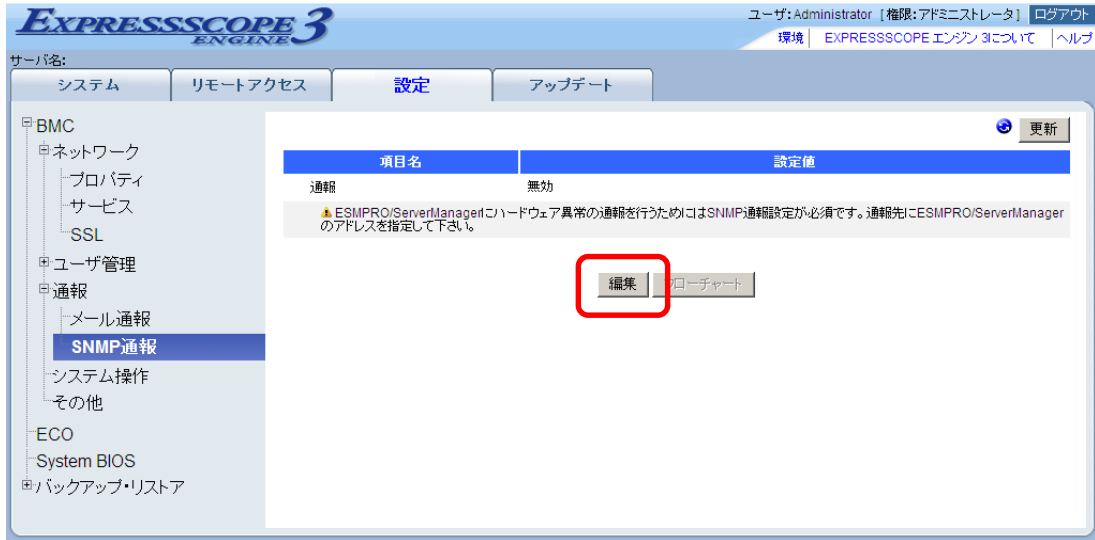 EXPRESSSCOPE 3
ENGINE
ユーザ:Administrator [権限:アドミニストレータ] ログアウト
環境 EXPRESSSCOPE エンジン 3について ヘルプ
サーバ名:
システム リモートアクセス 設定 アップデート
BMC
ネットワーク
プロパティ
サービス
SSL
ユーザ管理
通報
メール通報
SNMP通報
システム操作
その他
ECO
System BIOS
バックアップ・リストア
更新
項目名 設定値
通報 無効
ESMPRO/ServerManagerにハードウェア異常の通報を行うためにはSNMP通報設定が必須です。通報先にESMPRO/ServerManager
のアドレスを指定して下さい。
編集 フローチャート